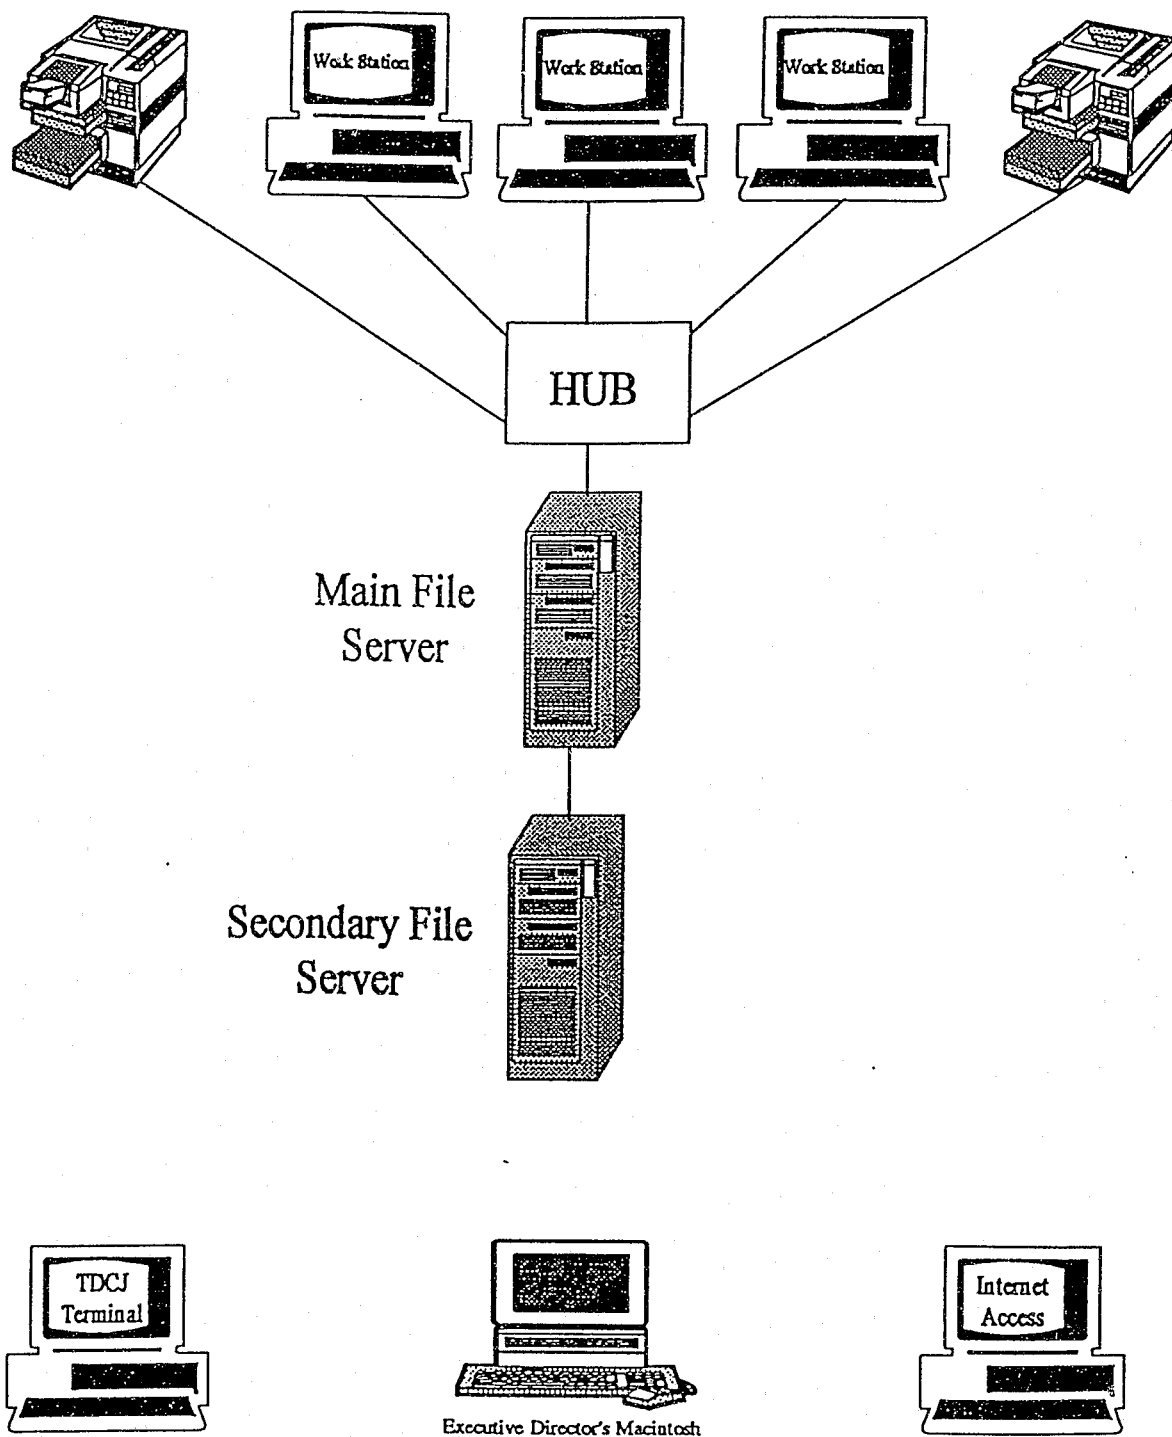 Work Station
Work Station
Work Station
HUB
Main File
Server
Secondary File
Server
TDCJ
Terminal
Internet
Access
Executive Director's Macintosh